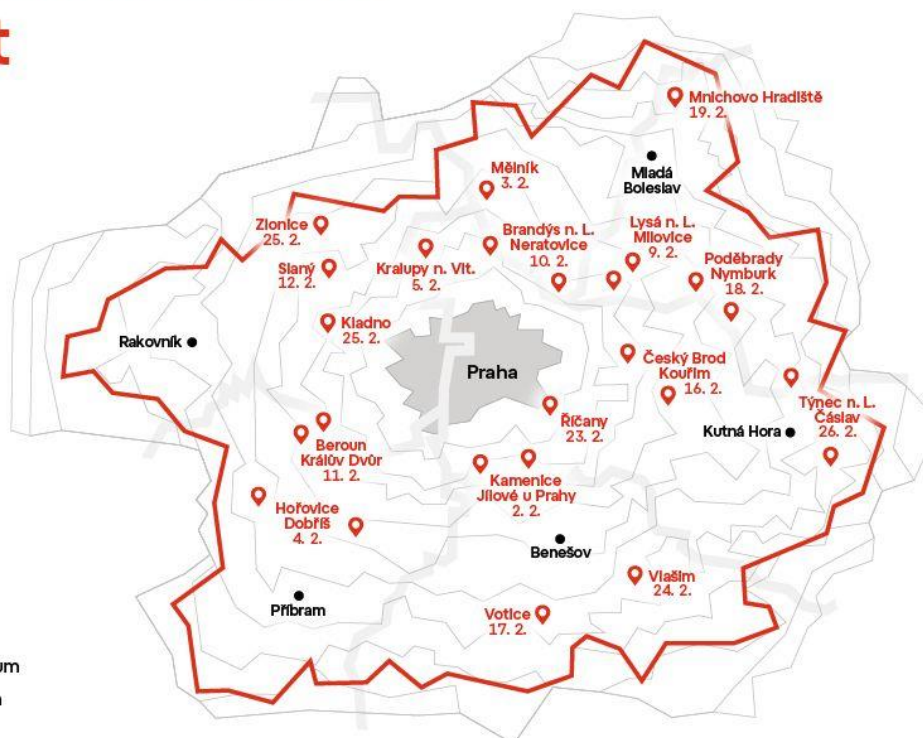 t
Mnichovo Hradiště
19. 2.
Mladá
Boleslav
Mělník
3. 2.
Zlonice
25. 2.
Brandýs n. L.
Neratovice
10. 2.
Lysá n. L.
Milovice
9. 2.
Slaný
12. 2.
Kralupy n. Vlt.
5. 2.
Poděbrady
Nymburk
18. 2.
Kladno
25. 2.
Rakovník
Praha
Český Brod
Kouřim
16. 2.
Týnec n. L.
Čáslav
26. 2.
Říčany
23. 2.
Kutná Hora
Beroun
Králův Dvůr
11. 2.
Kamenice
Jílové u Prahy
2. 2.
Hořovice
Dobříš
4. 2.
Benešov
Vlašim
24. 2.
Příbram
Votice
17. 2.
um